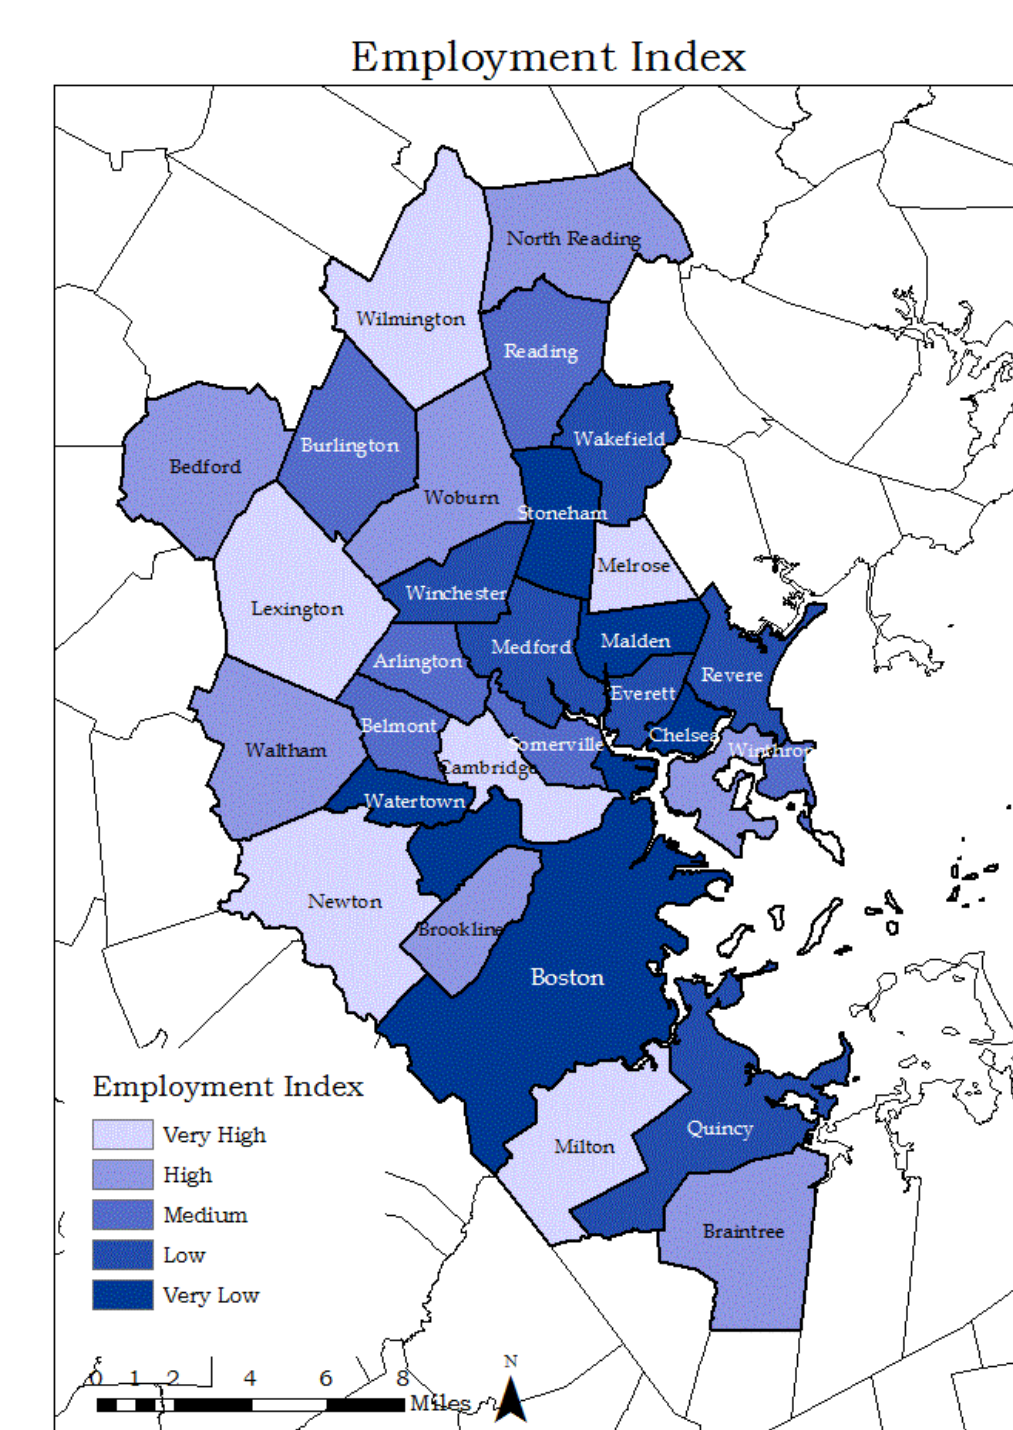 Employment Index
North Reading
Wilmington
Reading
Wakefield
Burlington
Bedford
Woburn
Stoneham
Melrose
Winchester
Lexington
Malden
Medford
Arlington
Revere
Everett
Belmont
Chelsea
Somerville
Waltham
Winthrop
Cambridge
Watertown
Newton
Brookline
Boston
Quincy
Milton
Braintree
Employment Index
Very High
High
Medium
Low
Very Low
N
0 1 2 4 6 8
Miles